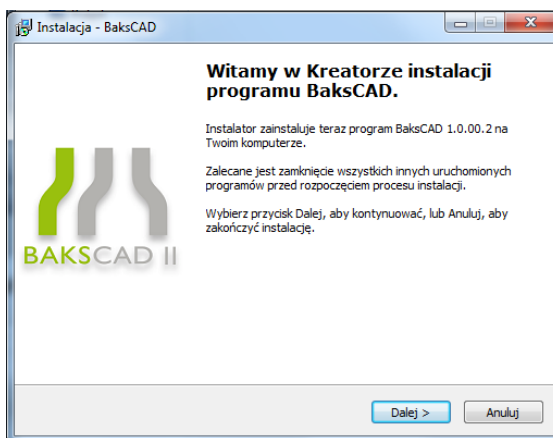 Instalacja - BaksCAD
Witamy w Kreatorze instalacji
programu BaksCAD.
Instalator zainstaluje teraz program BaksCAD 1.0.00.2 na
Twoim komputerze.
Zalecane jest zamknięcie wszystkich innych uruchomionych
programów przed rozpoczęciem procesu instalacji.
Wybierz przycisk Dalej, aby kontynuować, lub Anuluj, aby
zakończyć instalację.
BAKSCAD II
Dalej >
Anuluj